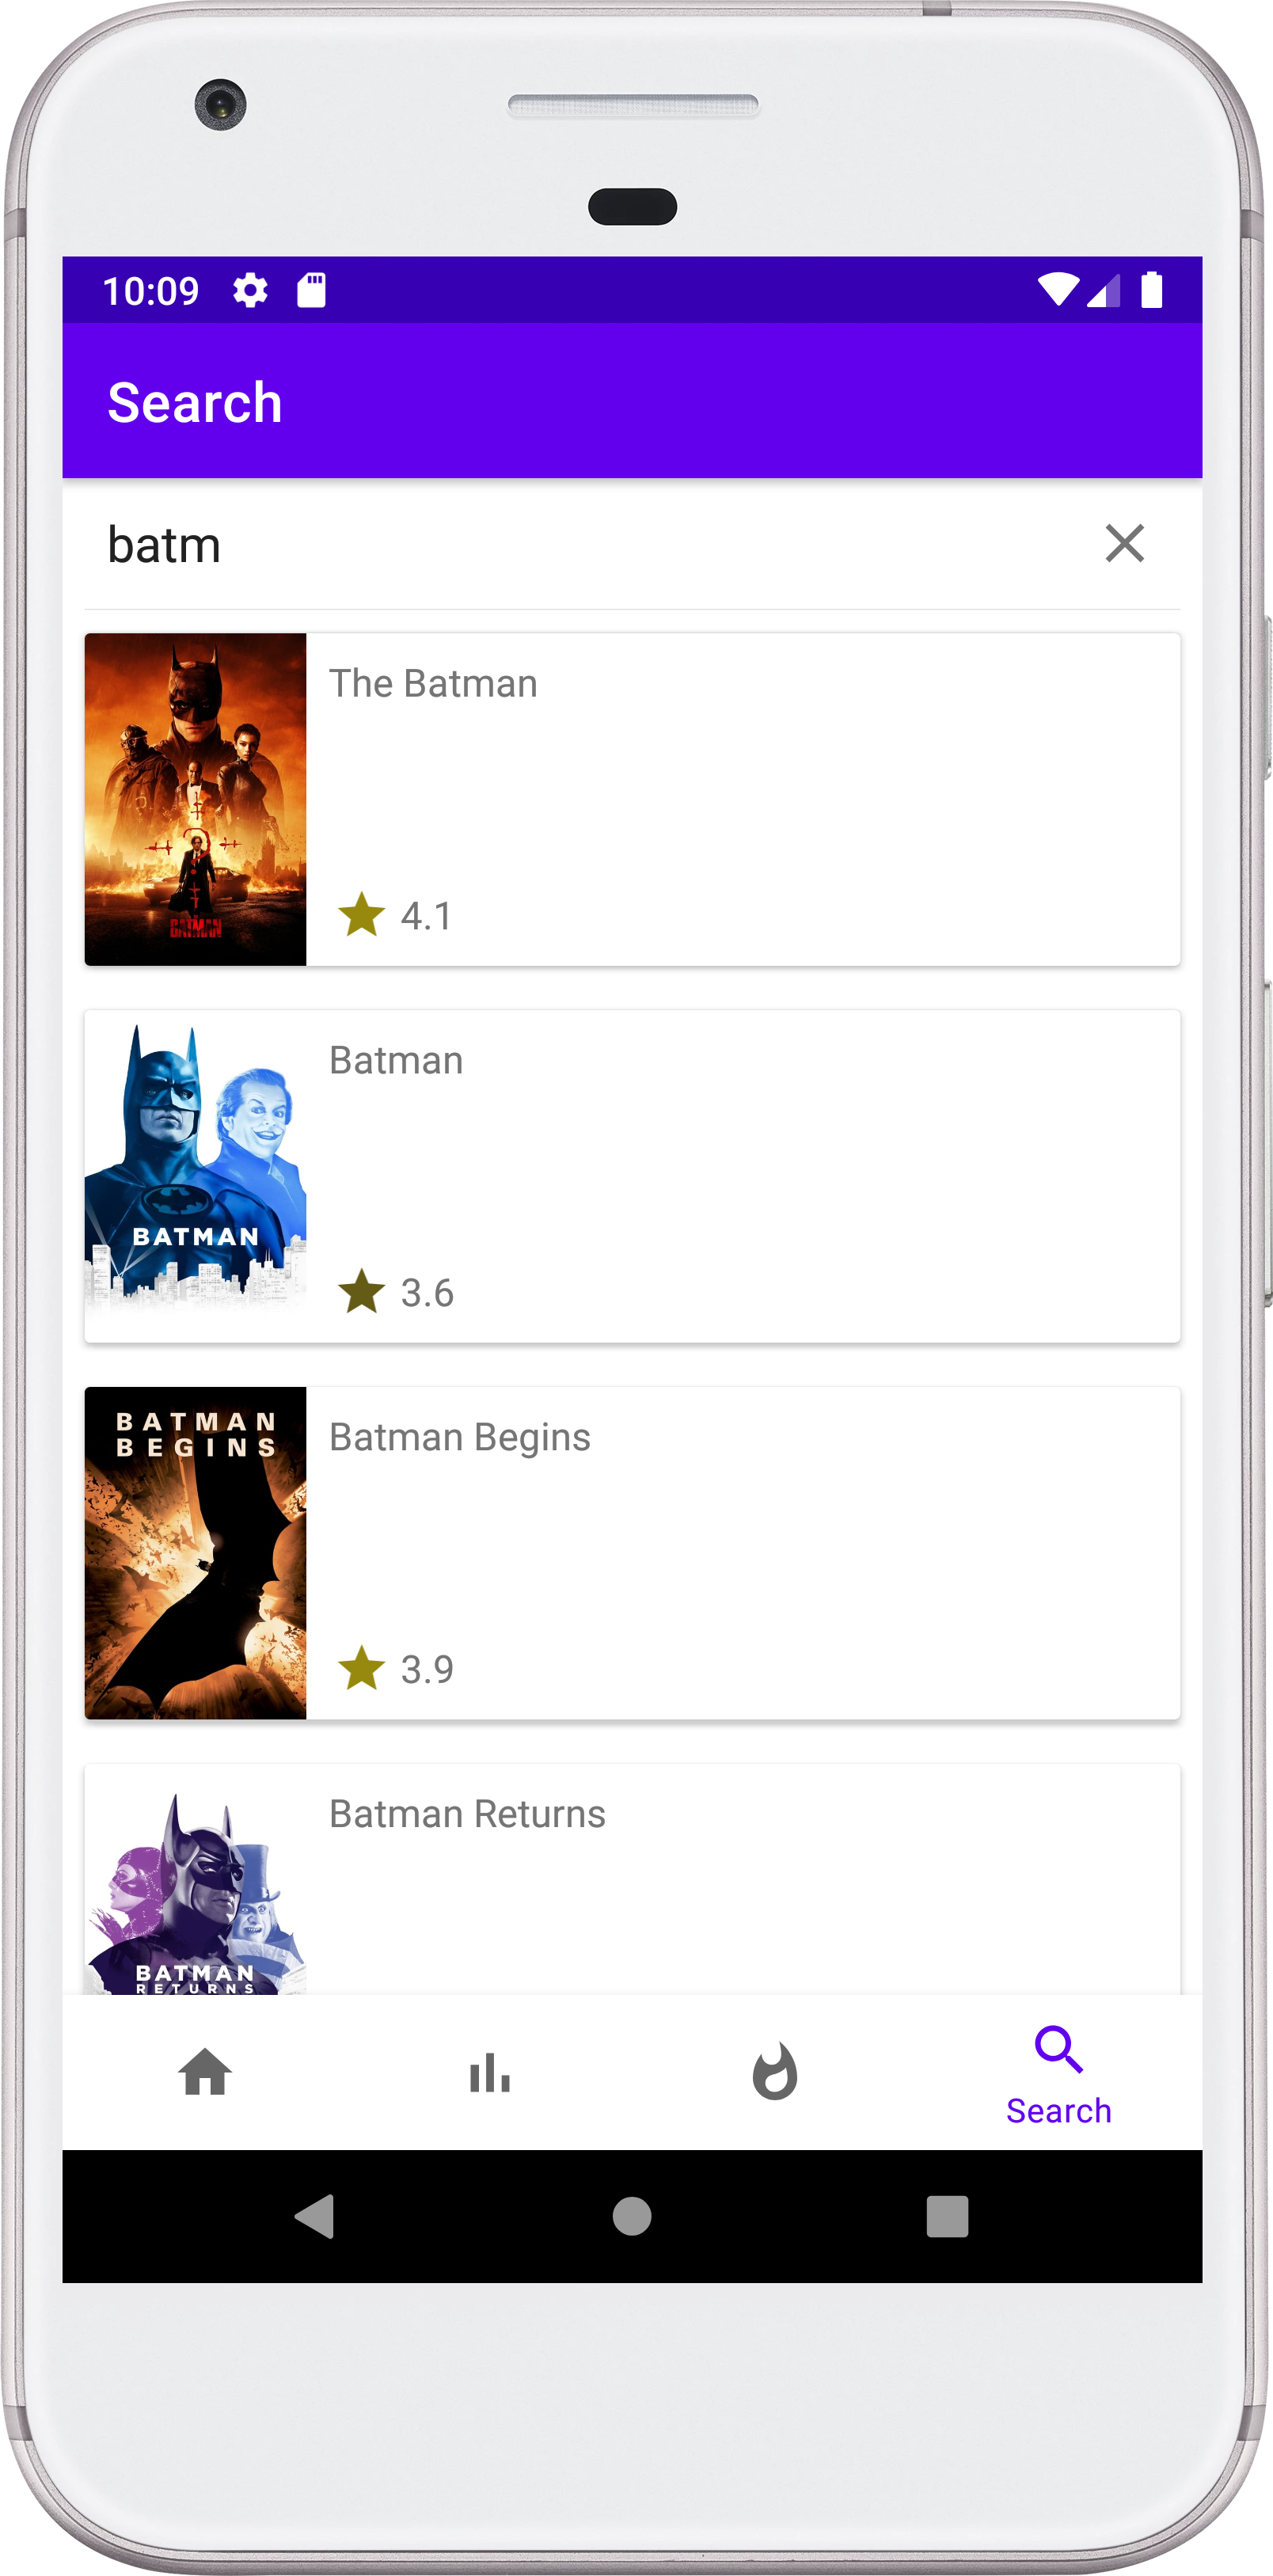 10:09
Search
batm
The Batman
BATMAN
4.1
Batman
BATMAN
3.6
BATMAN
BEGINS
Batman Begins
3.9
Batman Returns
BATMAN
RETURNS
Search